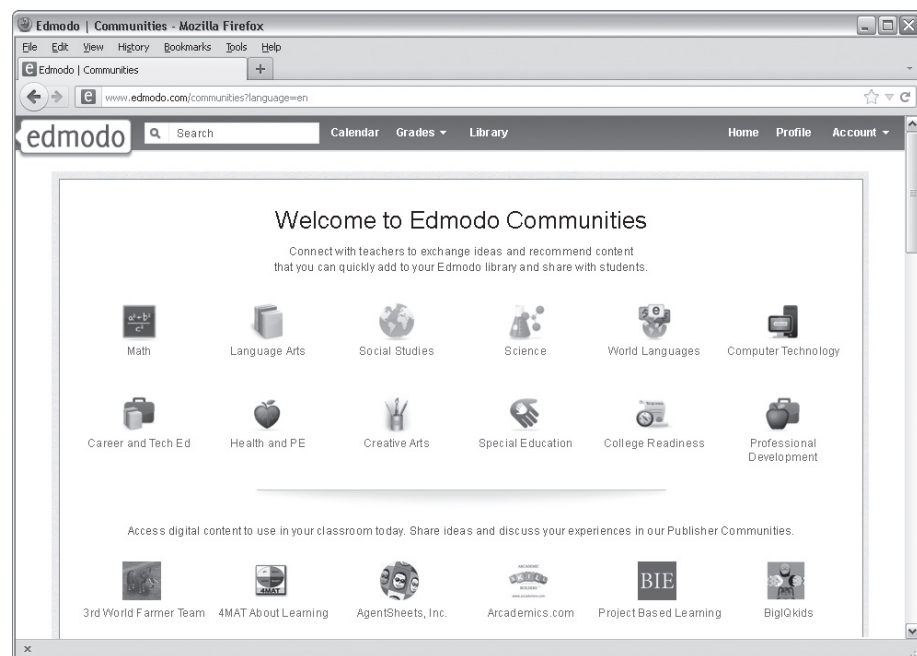 Edmodo | Communities - Mozilla Firefox
File Edit View History Bookmarks Tools Help
Edmodo | Communities
www.edmodo.com/communities?language=en
edmodo Search Calendar Grades Library Home Profile Account
Welcome to Edmodo Communities
Connect with teachers to exchange ideas and recommend content
that you can quickly add to your Edmodo library and share with students.
Math Language Arts Social Studies Science World Languages Computer Technology
Career and Tech Ed Health and PE Creative Arts Special Education College Readiness Professional
Development
Access digital content to use in your classroom today. Share ideas and discuss your experiences in our Publisher Communities.
4MAT
BIE
3rd World Farmer Team 4MAT About Learning AgentSheets, Inc. Arcademics.com Project Based Learning BigIQkids